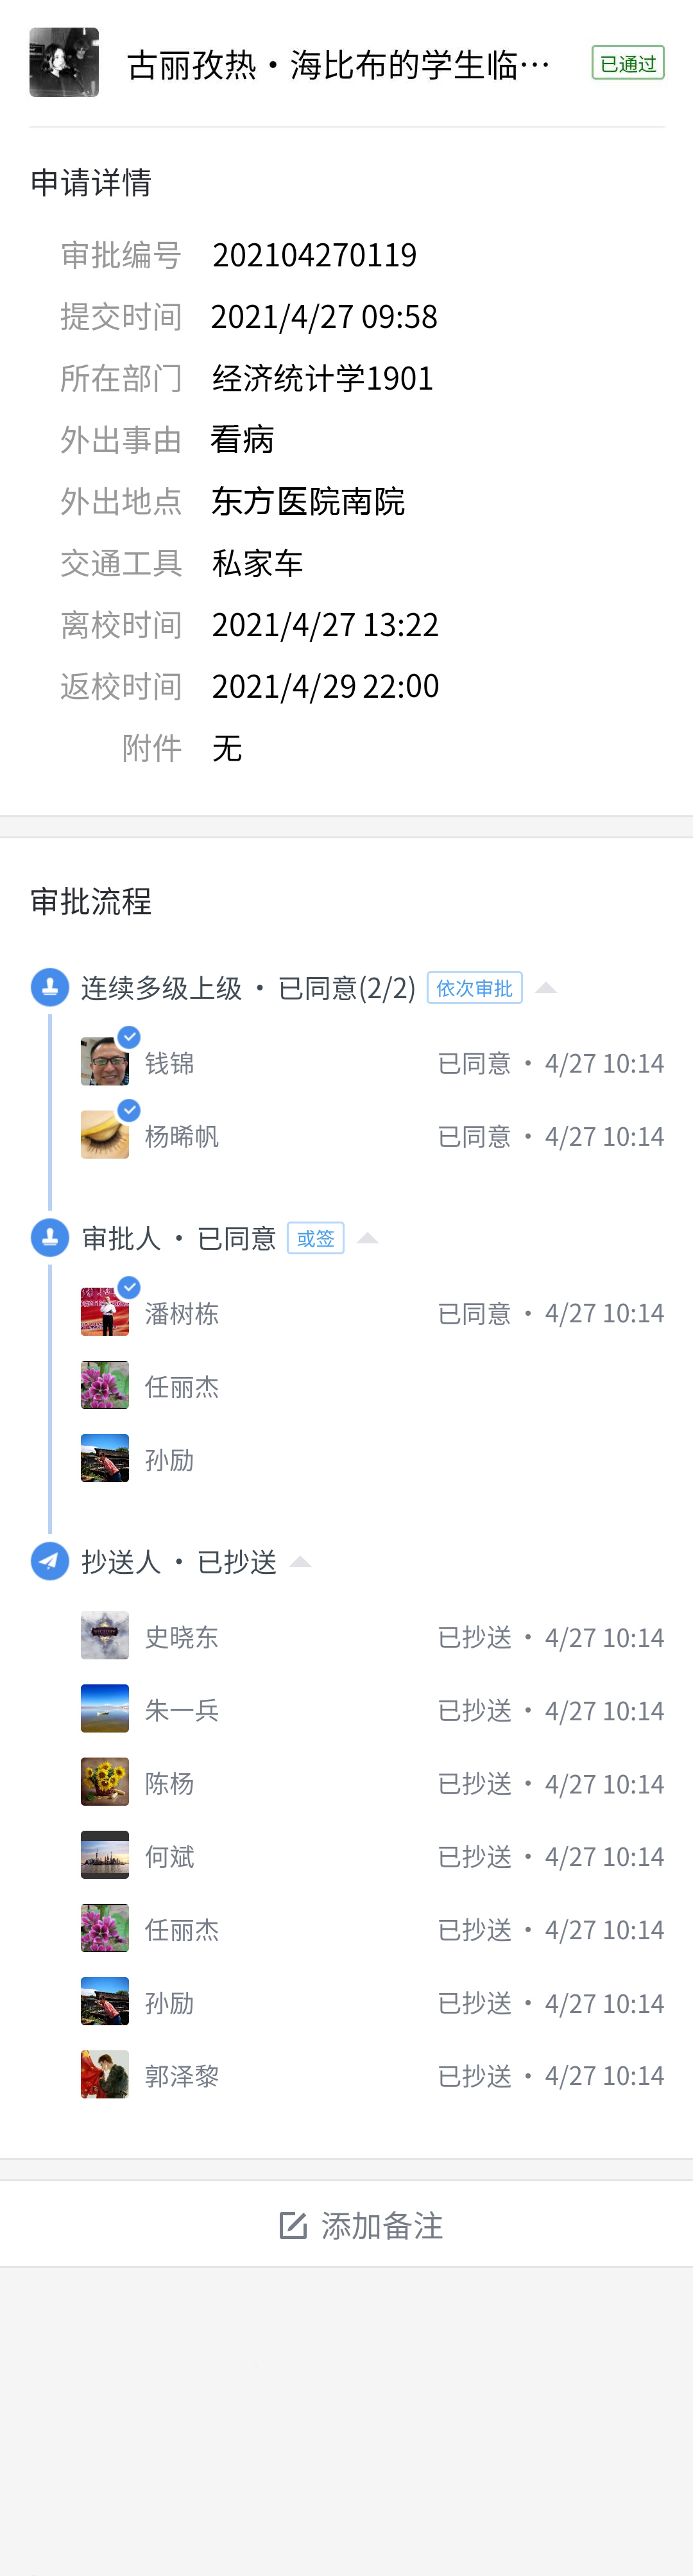 古丽孜热·海比布的学生临… 已通过
申请详情
审批编号 202104270119
提交时间 2021/4/27 09:58
所在部门 经济统计学1901
外出事由 看病
外出地点 东方医院南院
交通工具 私家车
离校时间 2021/4/27 13:22
返校时间 2021/4/29 22:00
附件 无
审批流程
连续多级上级 · 已同意(2/2) 依次审批
钱锦 已同意 · 4/27 10:14
杨晞帆 已同意 · 4/27 10:14
审批人 · 已同意 或签
潘树栋 已同意 · 4/27 10:14
任丽杰
孙励
抄送人 · 已抄送
史晓东 已抄送 · 4/27 10:14
朱一兵 已抄送 · 4/27 10:14
陈杨 已抄送 · 4/27 10:14
何斌 已抄送 · 4/27 10:14
任丽杰 已抄送 · 4/27 10:14
孙励 已抄送 · 4/27 10:14
郭泽黎 已抄送 · 4/27 10:14
添加备注